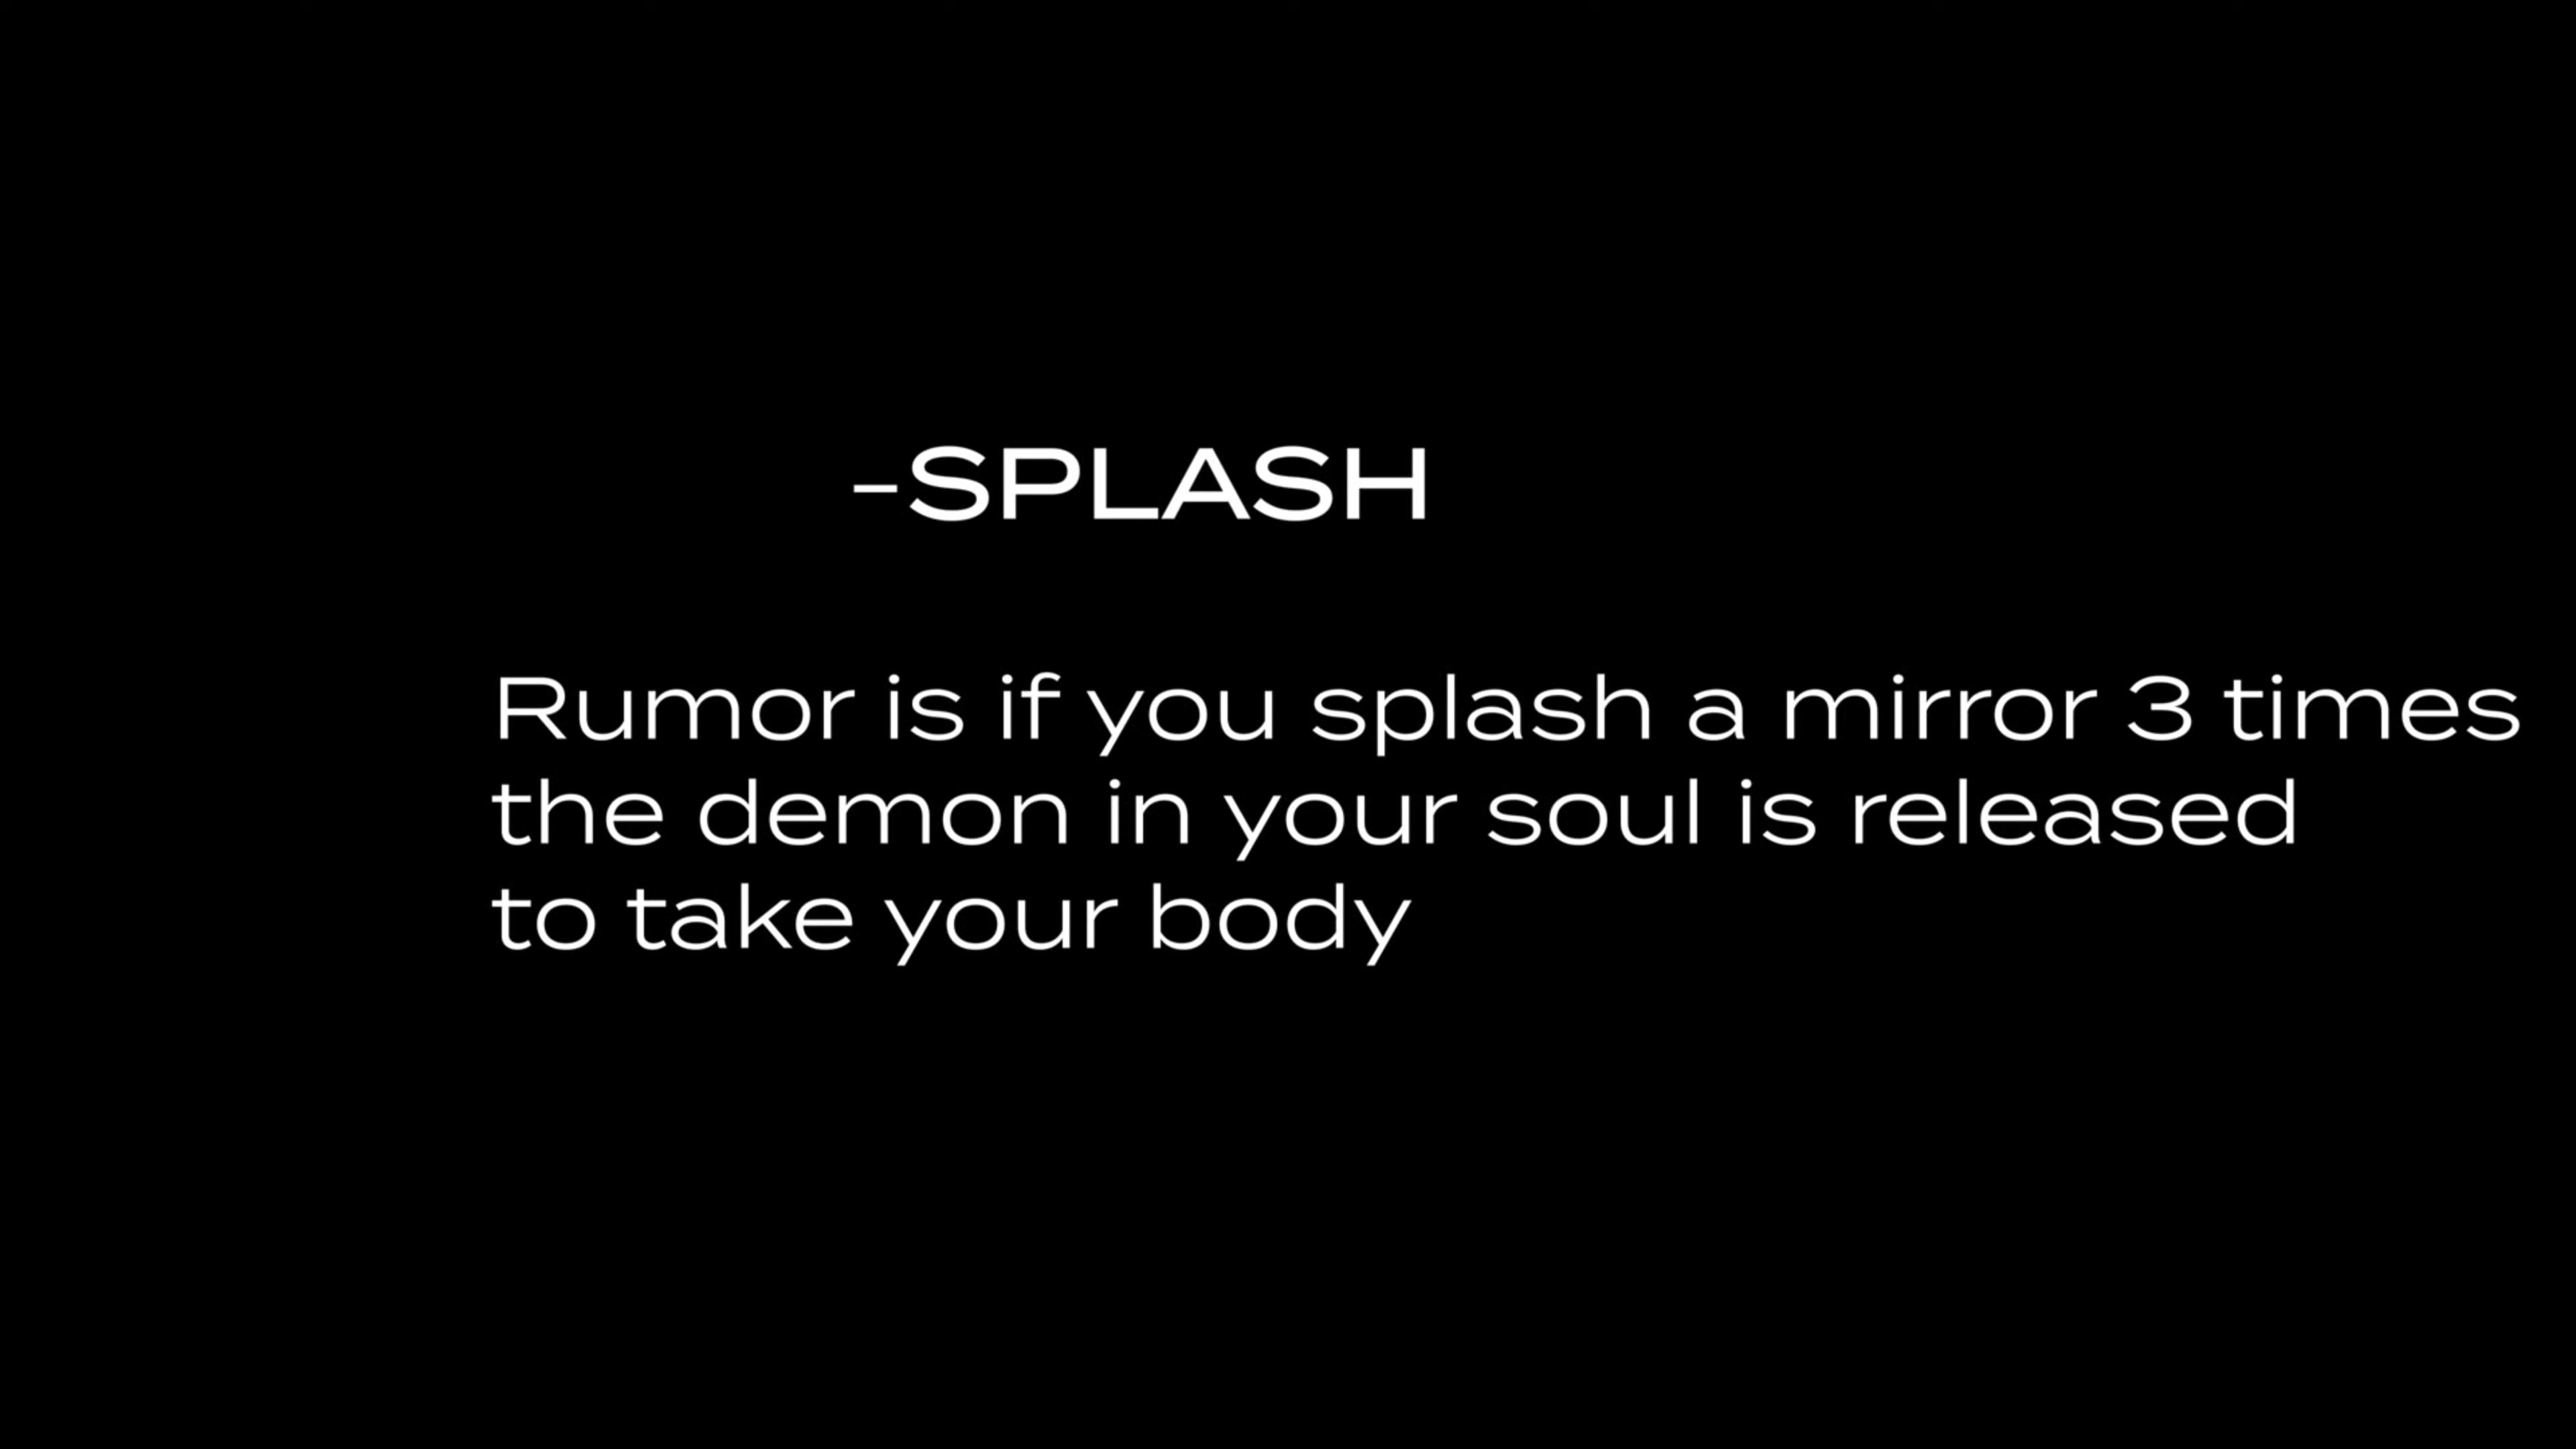 -SPLASH
Rumor is if you splash a mirror 3 times
the demon in your soul is released
to take your body